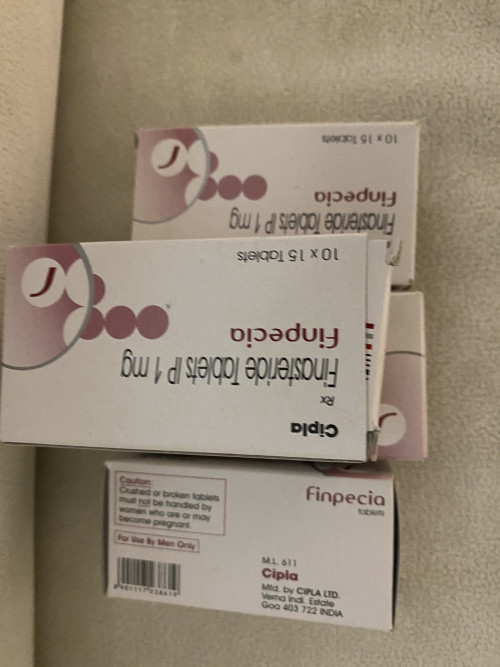 10 x 15 Tablets
Finpecia
Finasteride Tablets IP 1 mg
10 x 15 Tablets
Finpecia
Finasteride Tablets IP 1 mg
Rx
Cipla
Caution:
Crushed or broken tablets
must not be handled by
women who are or may
become pregnant.
For Use By Men Only
Finpecia
tablets
M.L. 611
Cipla
Mfd. by CIPLA LTD.
Verna Indl. Estate
Goa 403 722 INDIA